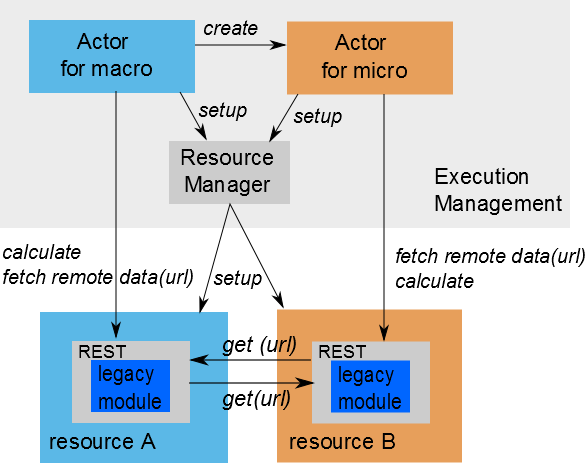 create
Actor
for macro
Actor
for micro
setup
setup
Resource
Manager
Execution
Management
calculate
fetch remote data(url)
setup
fetch remote data(url)
calculate
REST
legacy
module
get (url)
get(url)
REST
legacy
module
resource A
resource B